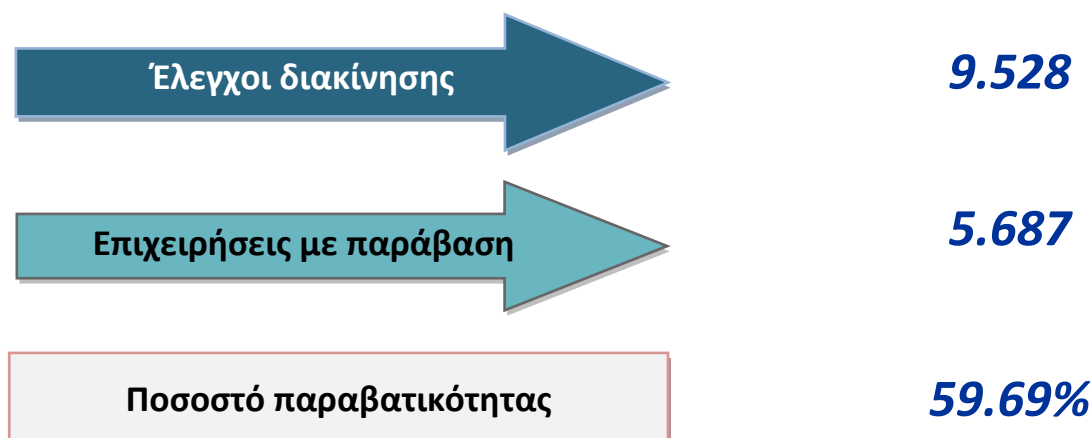 Έλεγχοι διακίνησης 9.528
Επιχειρήσεις με παράβαση 5.687
Ποσοστό παραβατικότητας 59.69%